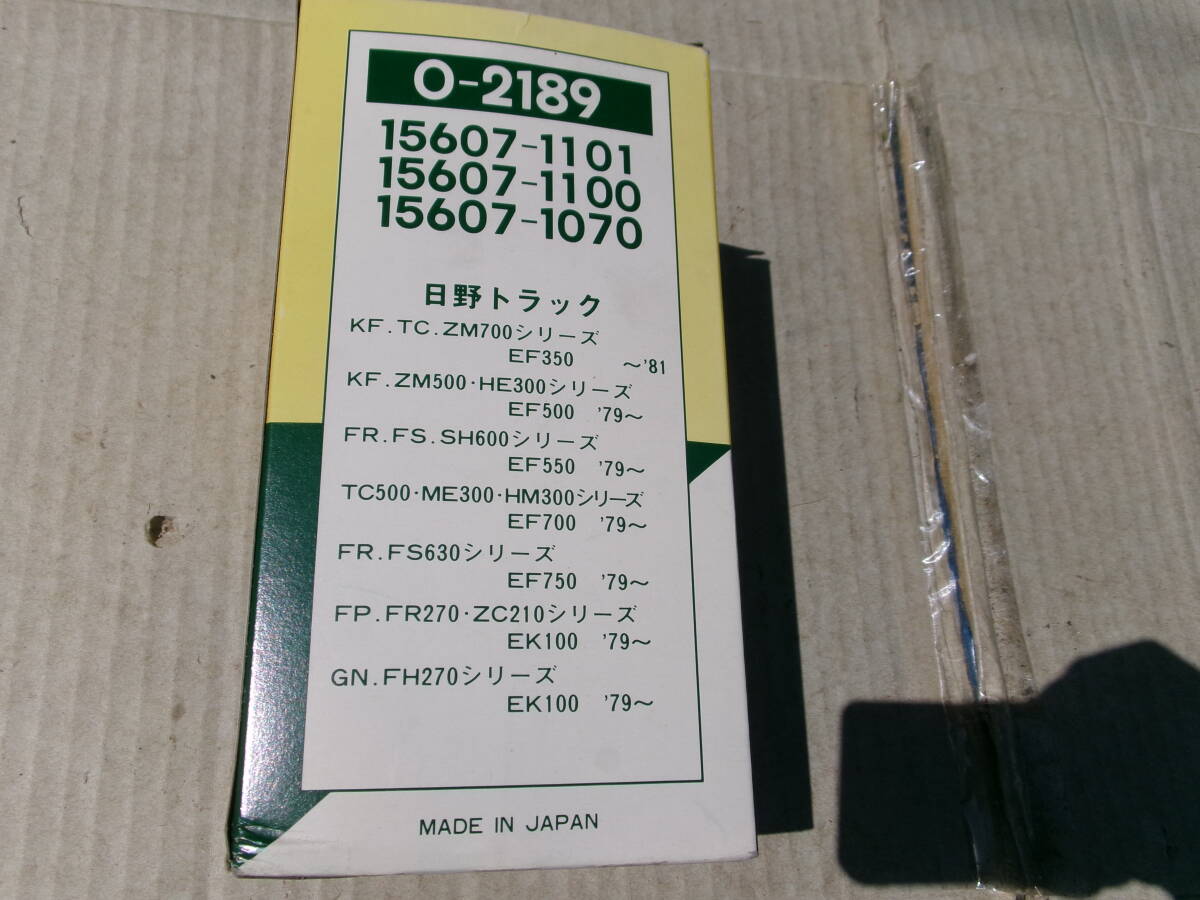 O-2189
15607-1101
15607-1100
15607-1070
日野トラック
KF.TC.ZM700シリーズ
EF350 ～'81
KF.ZM500・HE300シリーズ
EF500 '79～
FR.FS.SH600シリーズ
EF550 '79～
TC500・ME300・HM300シリーズ
EF700 '79～
FR.FS630シリーズ
EF750 '79～
FP.FR270・ZC210シリーズ
EK100 '79～
GN.FH270シリーズ
EK100 '79～
MADE IN JAPAN